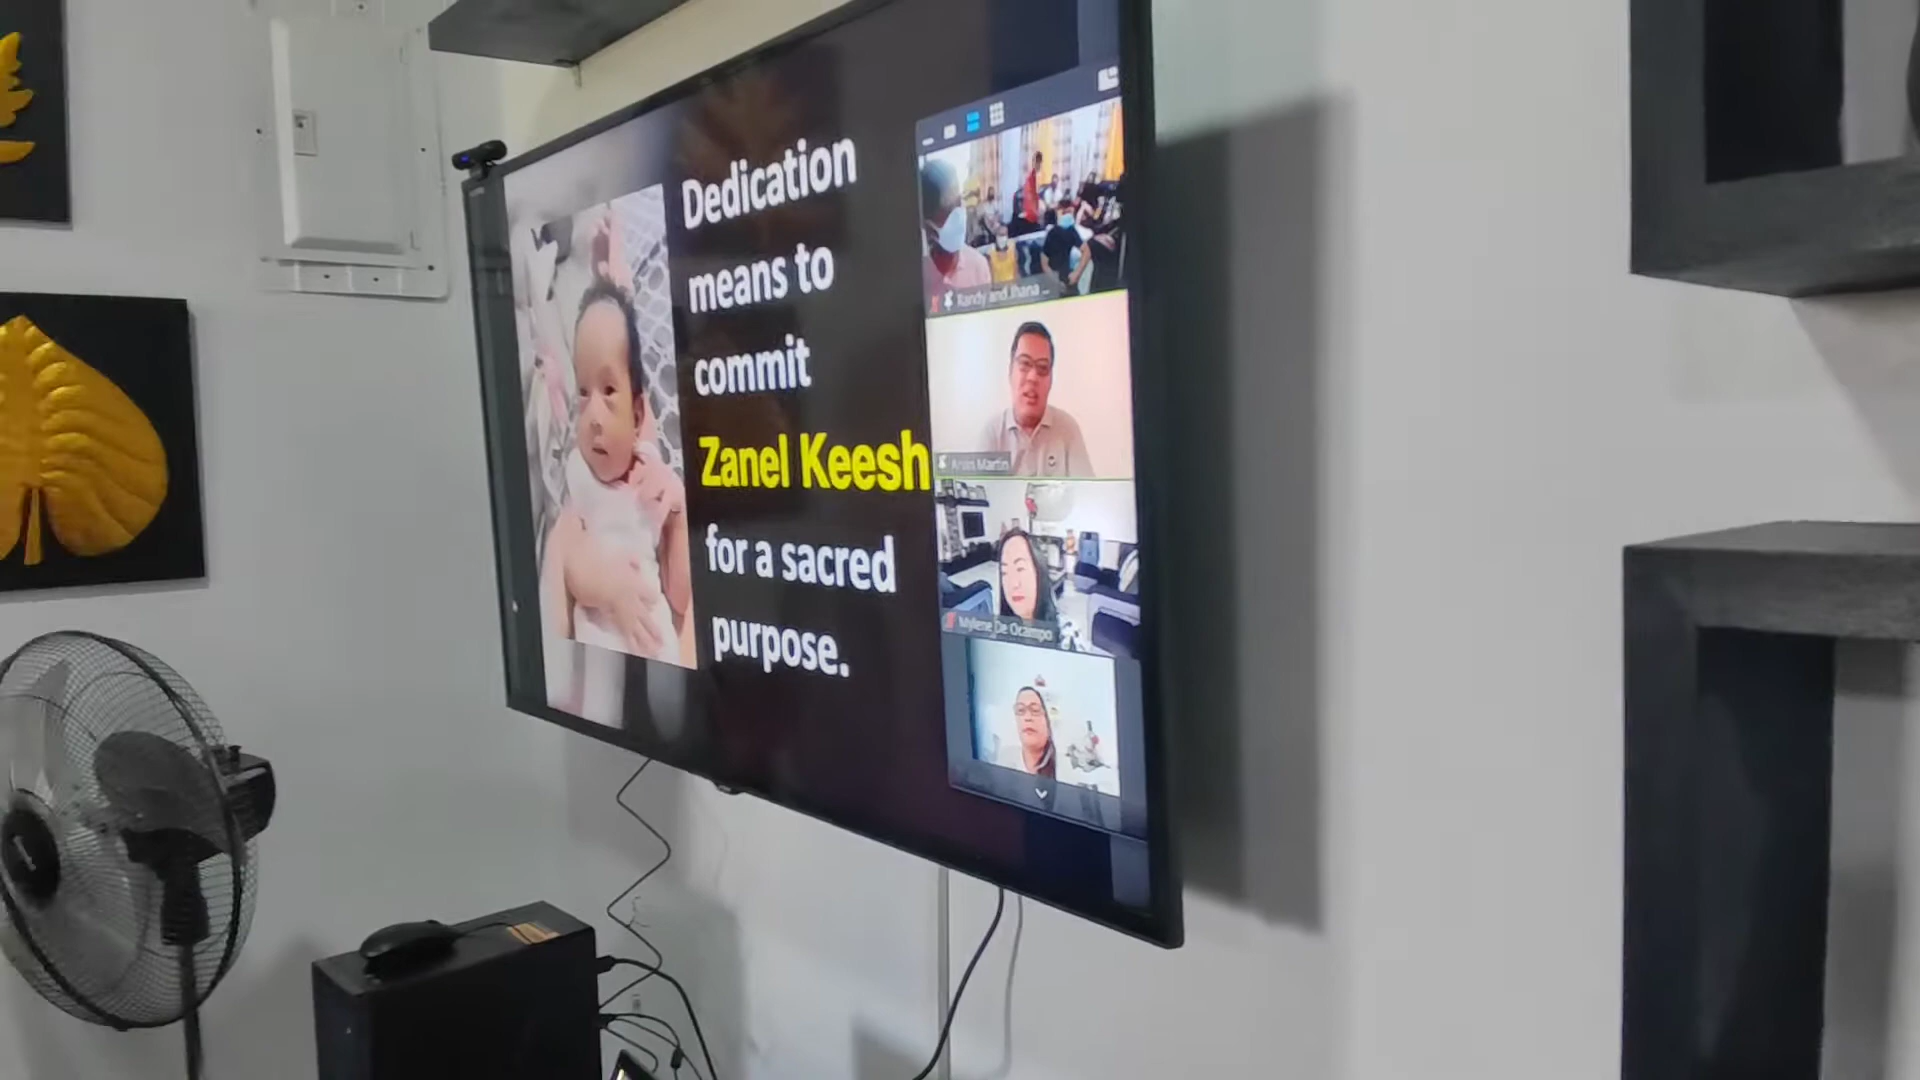 Dedication
means to
commit
Zanel Keesh
for a sacred
purpose.
Randy and Jhana ...
Arvin Martin
Mylene De Ocampo